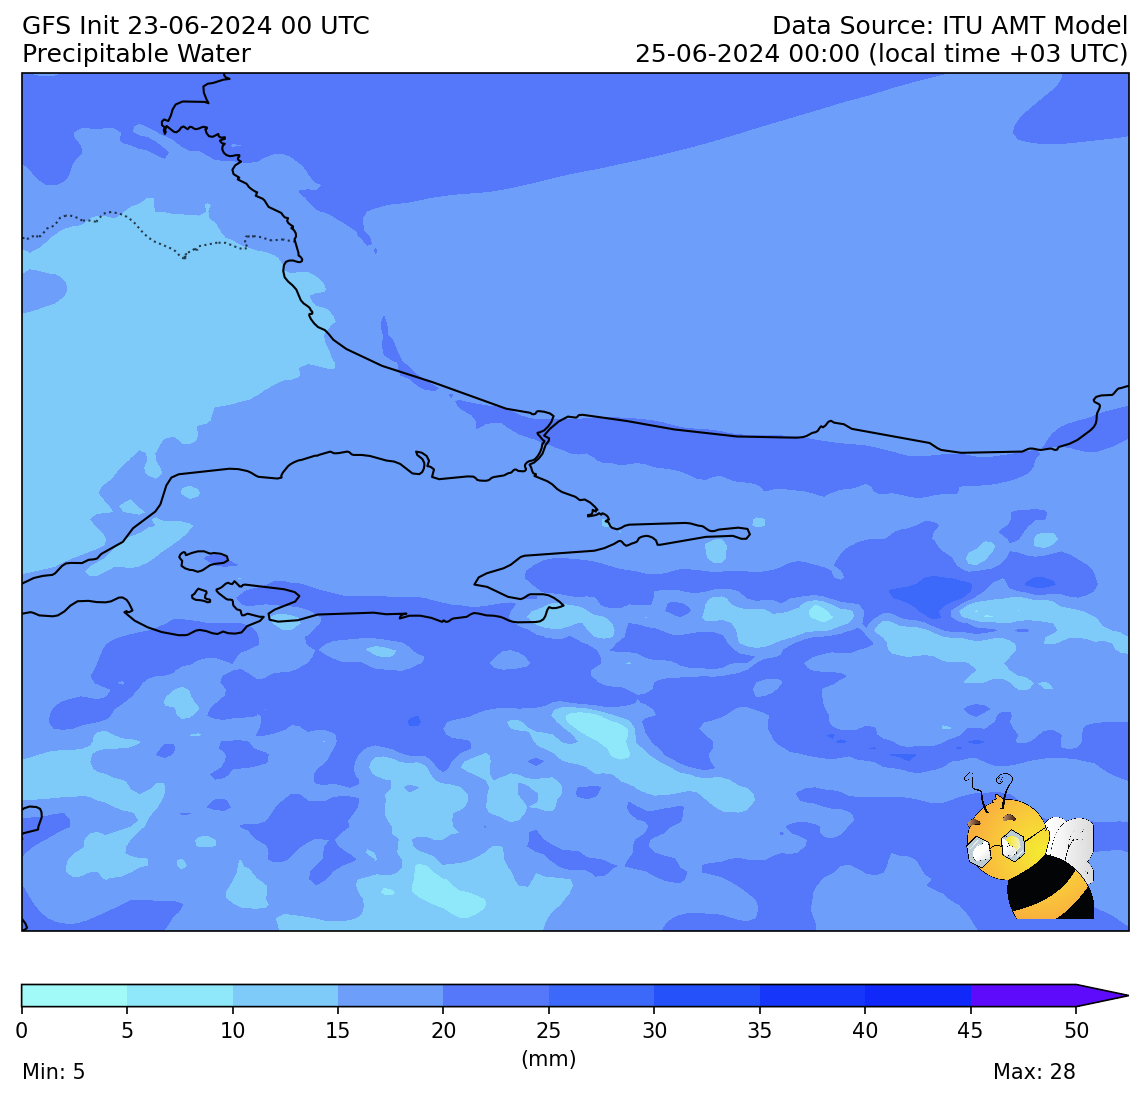 GFS Init 23-06-2024 00 UTC
Data Source: ITU AMT Model
Precipitable Water
25-06-2024 00:00 (local time +03 UTC)
0 5 10 15 20 25 30 35 40 45 50
(mm)
Min: 5
Max: 28